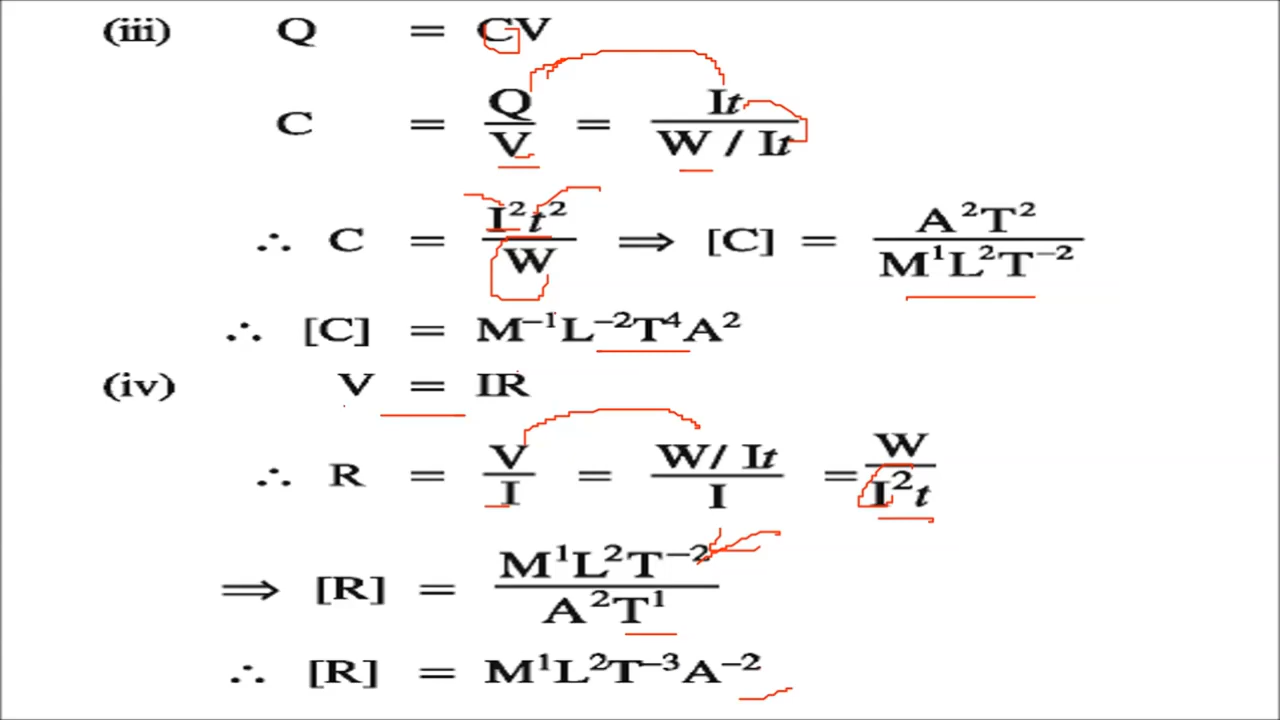 (iii) Q = CV
C = Q/V = It / (W / It)
∴ C = I²t² / W ⟹ [C] = A²T² / M¹L²T⁻²
∴ [C] = M⁻¹L⁻²T⁴A²
(iv) V = IR
∴ R = V/I = (W/ It) / I = W / I²t
⟹ [R] = M¹L²T⁻² / A²T¹
∴ [R] = M¹L²T⁻³A⁻²